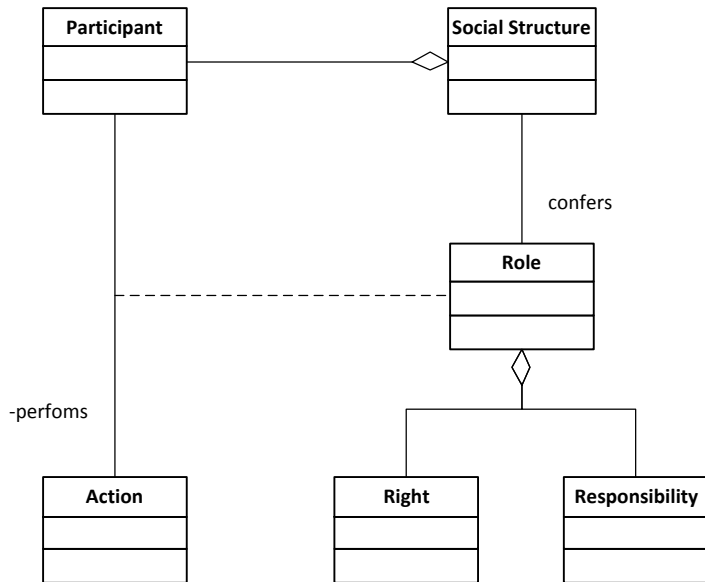 Participant
Social Structure
confers
Role
-perfoms
Action
Right
Responsibility